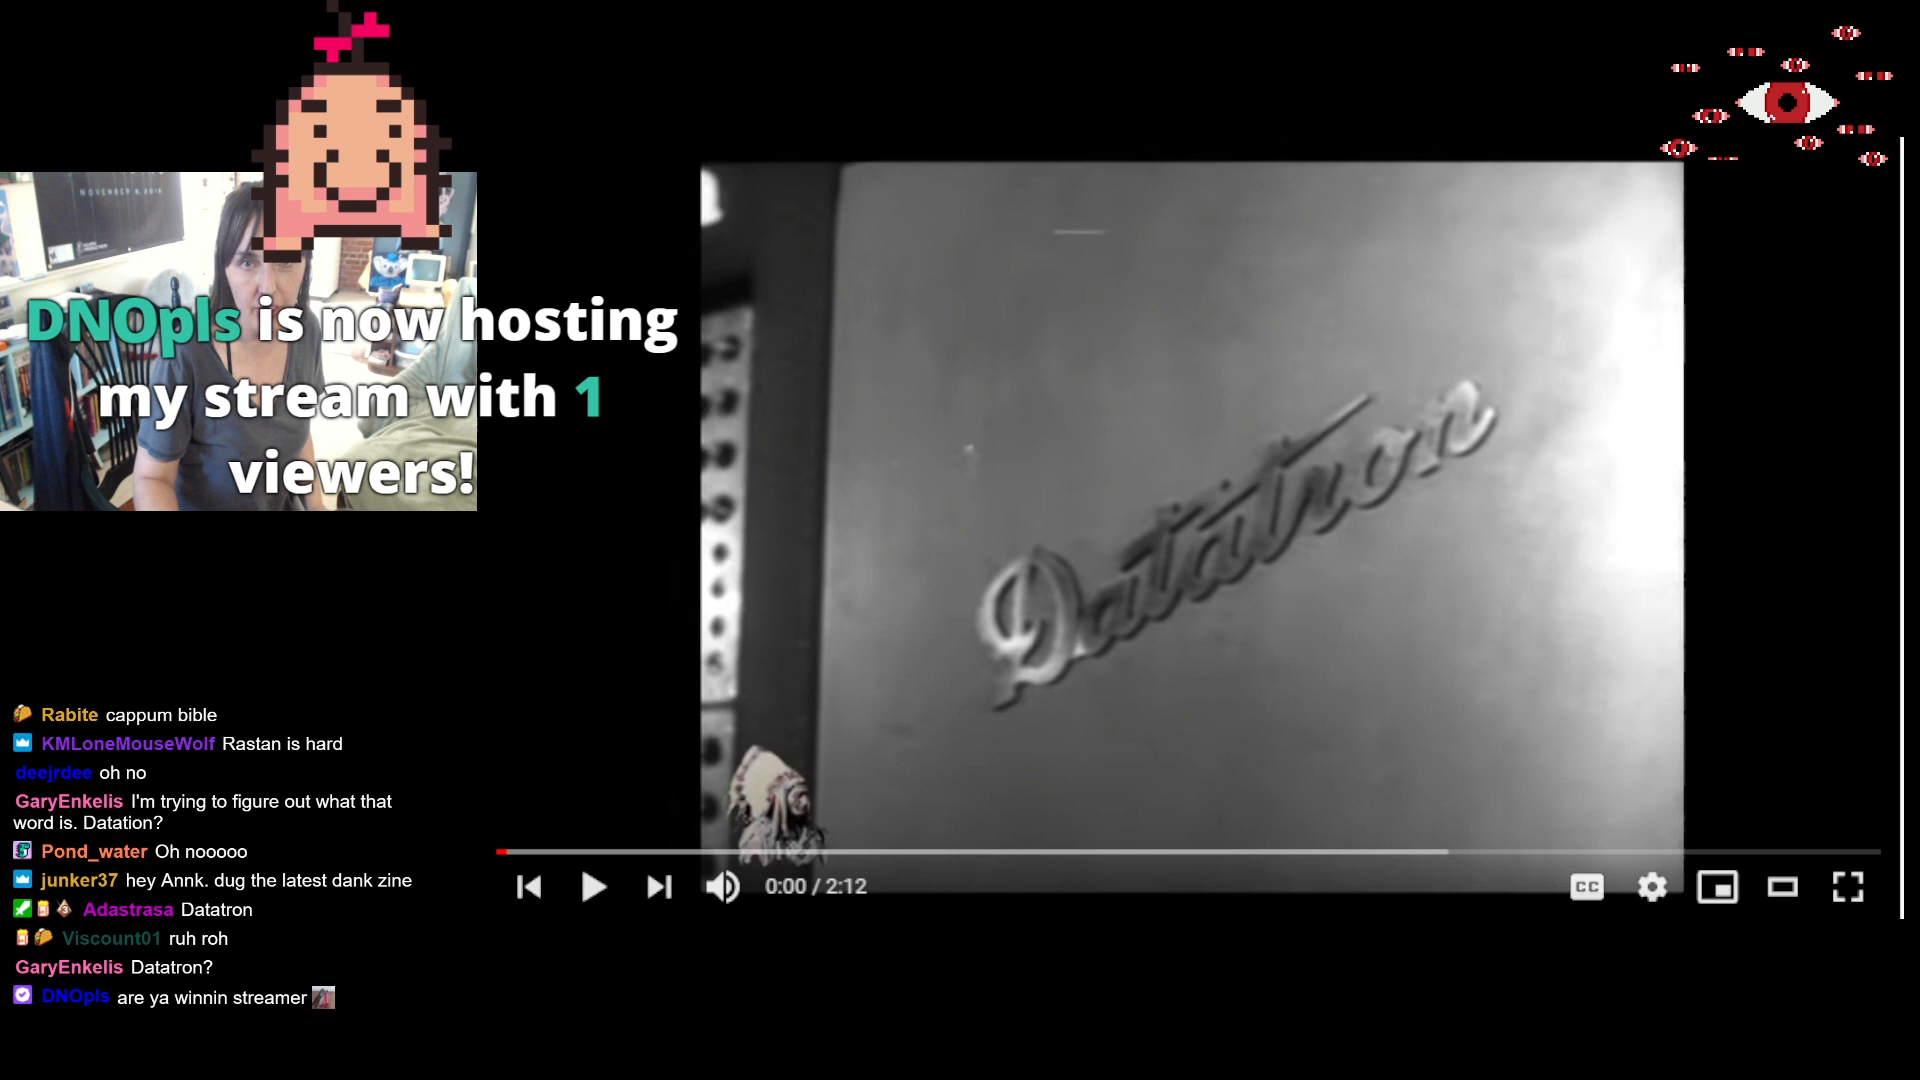 NOVEMBER 8, 2016
DNOpls is now hosting
my stream with 1
viewers!
Datatron
Rabite cappum bible
KMLoneMouseWolf Rastan is hard
deejrdee oh no
GaryEnkelis I'm trying to figure out what that
word is. Datation?
Pond_water Oh nooooo
junker37 hey Annk. dug the latest dank zine
Adastrasa Datatron
Viscount01 ruh roh
GaryEnkelis Datatron?
DNOpls are ya winnin streamer
0:00 / 2:12
CC